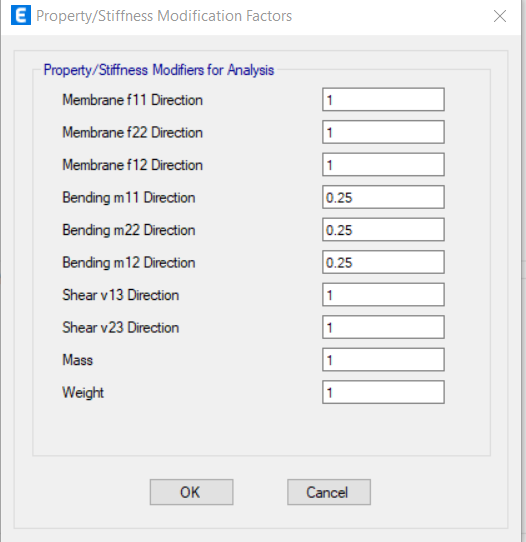 E Property/Stiffness Modification Factors
Property/Stiffness Modifiers for Analysis
Membrane f11 Direction 1
Membrane f22 Direction 1
Membrane f12 Direction 1
Bending m11 Direction 0.25
Bending m22 Direction 0.25
Bending m12 Direction 0.25
Shear v13 Direction 1
Shear v23 Direction 1
Mass 1
Weight 1
OK Cancel